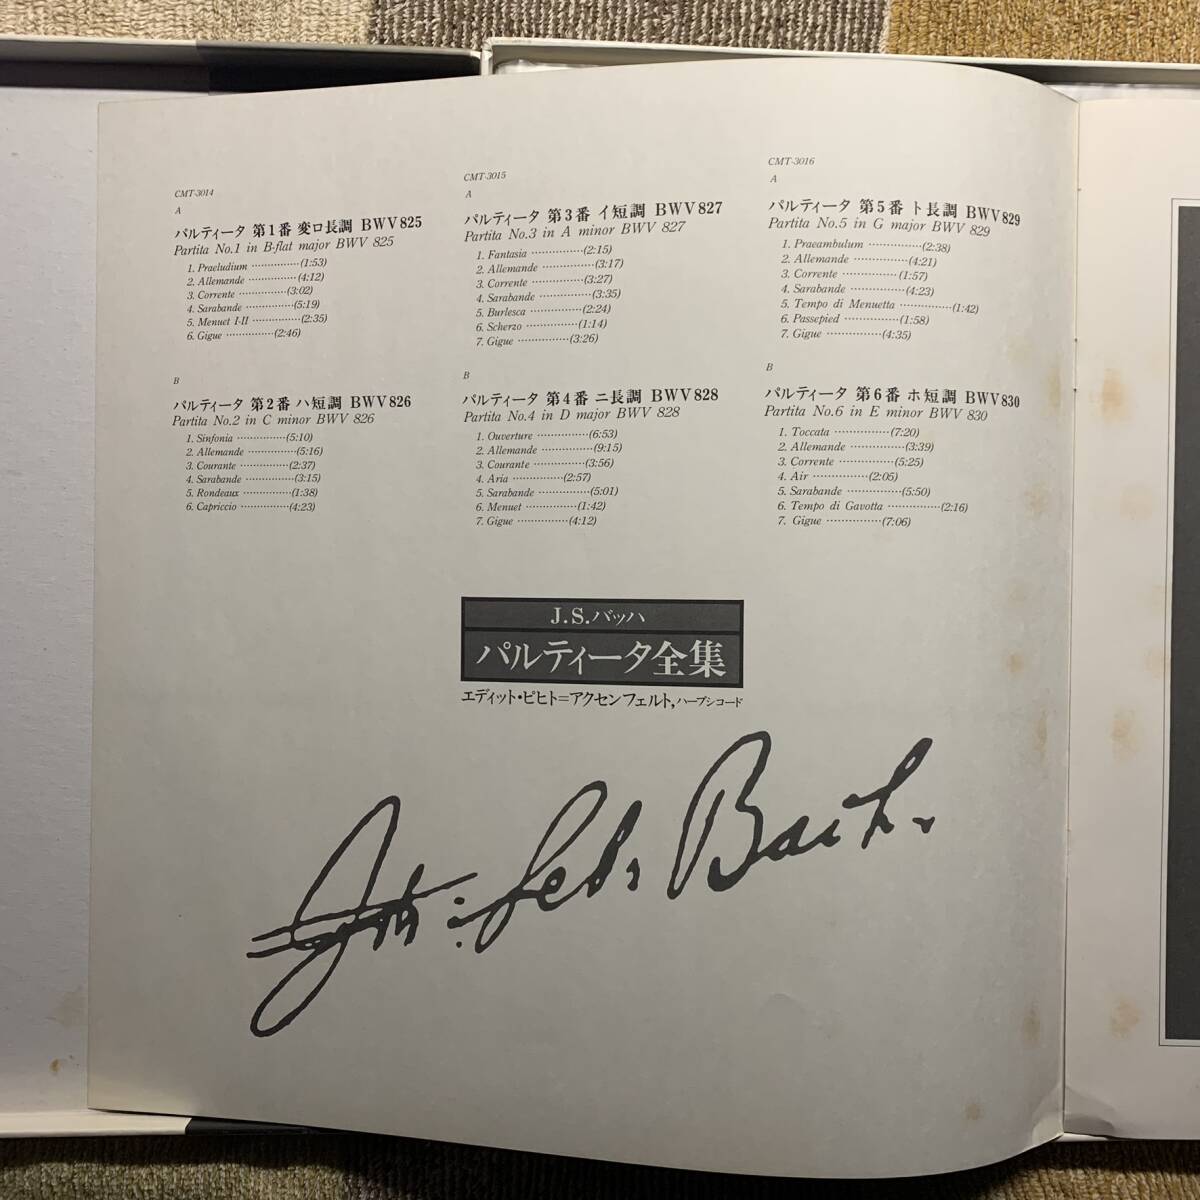 CMT-3014
A
パルティータ 第1番 変ロ長調 BWV825
Partita No.1 in B-flat major BWV 825
1. Praeludium ················(1:53)
2. Allemande ················(4:12)
3. Corrente ···············(3:02)
4. Sarabande ···············(5:19)
5. Menuet I-II ···············(2:35)
6. Gigue ···············(2:46)
B
パルティータ 第2番 ハ短調 BWV826
Partita No.2 in C minor BWV 826
1. Sinfonia ···············(5:10)
2. Allemande ···············(5:16)
3. Courante ···············(2:37)
4. Sarabande ···············(3:15)
5. Rondeaux ···············(1:38)
6. Capriccio ···············(4:23)
CMT-3015
A
パルティータ 第3番 イ短調 BWV827
Partita No.3 in A minor BWV 827
1. Fantasia ···············(2:15)
2. Allemande ···············(3:17)
3. Corrente ···············(3:27)
4. Sarabande ···············(3:35)
5. Burlesca ···············(2:24)
6. Scherzo ···············(1:14)
7. Gigue ···············(3:26)
B
パルティータ 第4番 ニ長調 BWV828
Partita No.4 in D major BWV 828
1. Ouverture ···············(6:53)
2. Allemande ···············(9:15)
3. Courante ···············(3:56)
4. Aria ···············(2:57)
5. Sarabande ···············(5:01)
6. Menuet ···············(1:42)
7. Gigue ···············(4:12)
CMT-3016
A
パルティータ 第5番 ト長調 BWV829
Partita No.5 in G major BWV 829
1. Praeambulum ···············(2:38)
2. Allemande ···············(4:21)
3. Corrente ···············(1:57)
4. Sarabande ···············(4:23)
5. Tempo di Menuetta ···············(1:42)
6. Passepied ···············(1:58)
7. Gigue ···············(4:35)
B
パルティータ 第6番 ホ短調 BWV830
Partita No.6 in E minor BWV 830
1. Toccata ···············(7:20)
2. Allemande ···············(3:39)
3. Corrente ···············(5:25)
4. Air ···············(2:05)
5. Sarabande ···············(5:50)
6. Tempo di Gavotta ···············(2:16)
7. Gigue ···············(7:06)
J.S.バッハ
パルティータ全集
エディット・ピヒト＝アクセンフェルト,ハープシコード
Joh: Seb. Bach.